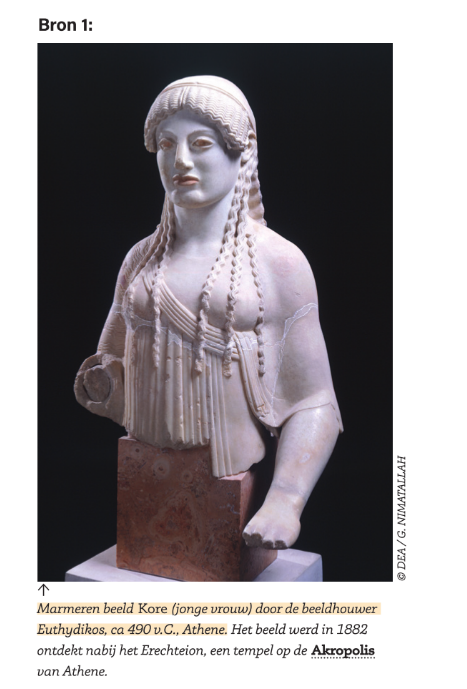 Bron 1:
© DEA / G. NIMATALLAH
↑
Marmeren beeld Kore (jonge vrouw) door de beeldhouwer
Euthydikos, ca 490 v.C., Athene. Het beeld werd in 1882
ontdekt nabij het Erechteion, een tempel op de Akropolis
van Athene.